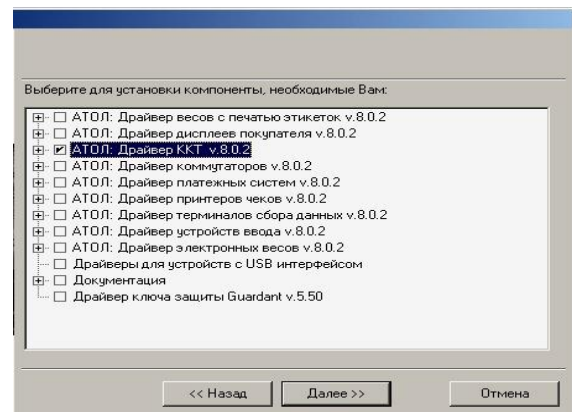 Выберите для установки компоненты, необходимые Вам:
АТОЛ: Драйвер весов с печатью этикеток v.8.0.2
АТОЛ: Драйвер дисплеев покупателя v.8.0.2
АТОЛ: Драйвер ККТ v.8.0.2
АТОЛ: Драйвер коммутаторов v.8.0.2
АТОЛ: Драйвер платежных систем v.8.0.2
АТОЛ: Драйвер принтеров чеков v.8.0.2
АТОЛ: Драйвер терминалов сбора данных v.8.0.2
АТОЛ: Драйвер устройств ввода v.8.0.2
АТОЛ: Драйвер электронных весов v.8.0.2
Драйверы для устройств с USB интерфейсом
Документация
Драйвер ключа защиты Guardant v.5.50
<< Назад Далее >> Отмена